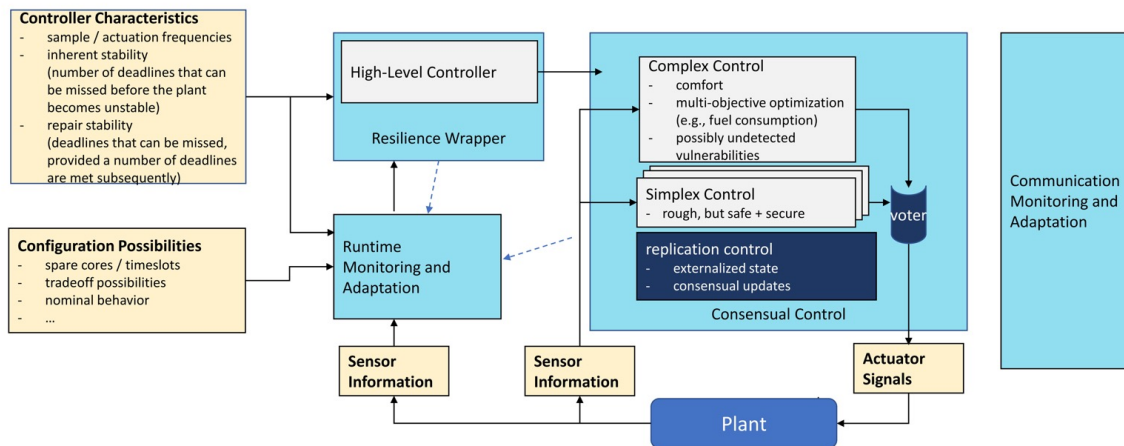 Controller Characteristics
- sample / actuation frequencies
- inherent stability
(number of deadlines that can
be missed before the plant
becomes unstable)
- repair stability
(deadlines that can be missed,
provided a number of deadlines
are met subsequently)
Configuration Possibilities
- spare cores / timeslots
- tradeoff possibilities
- nominal behavior
- ...
High-Level Controller
Resilience Wrapper
Runtime
Monitoring and
Adaptation
Sensor
Information
Complex Control
- comfort
- multi-objective optimization
(e.g., fuel consumption)
- possibly undetected
vulnerabilities
Simplex Control
- rough, but safe + secure
voter
replication control
- externalized state
- consensual updates
Consensual Control
Sensor
Information
Actuator
Signals
Plant
Communication
Monitoring and
Adaptation